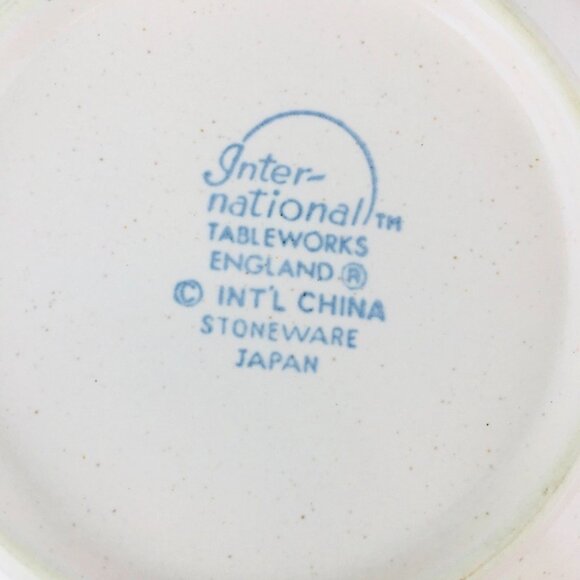 Inter-
national™
TABLEWORKS
ENGLAND ®
© INT'L CHINA
STONEWARE
JAPAN